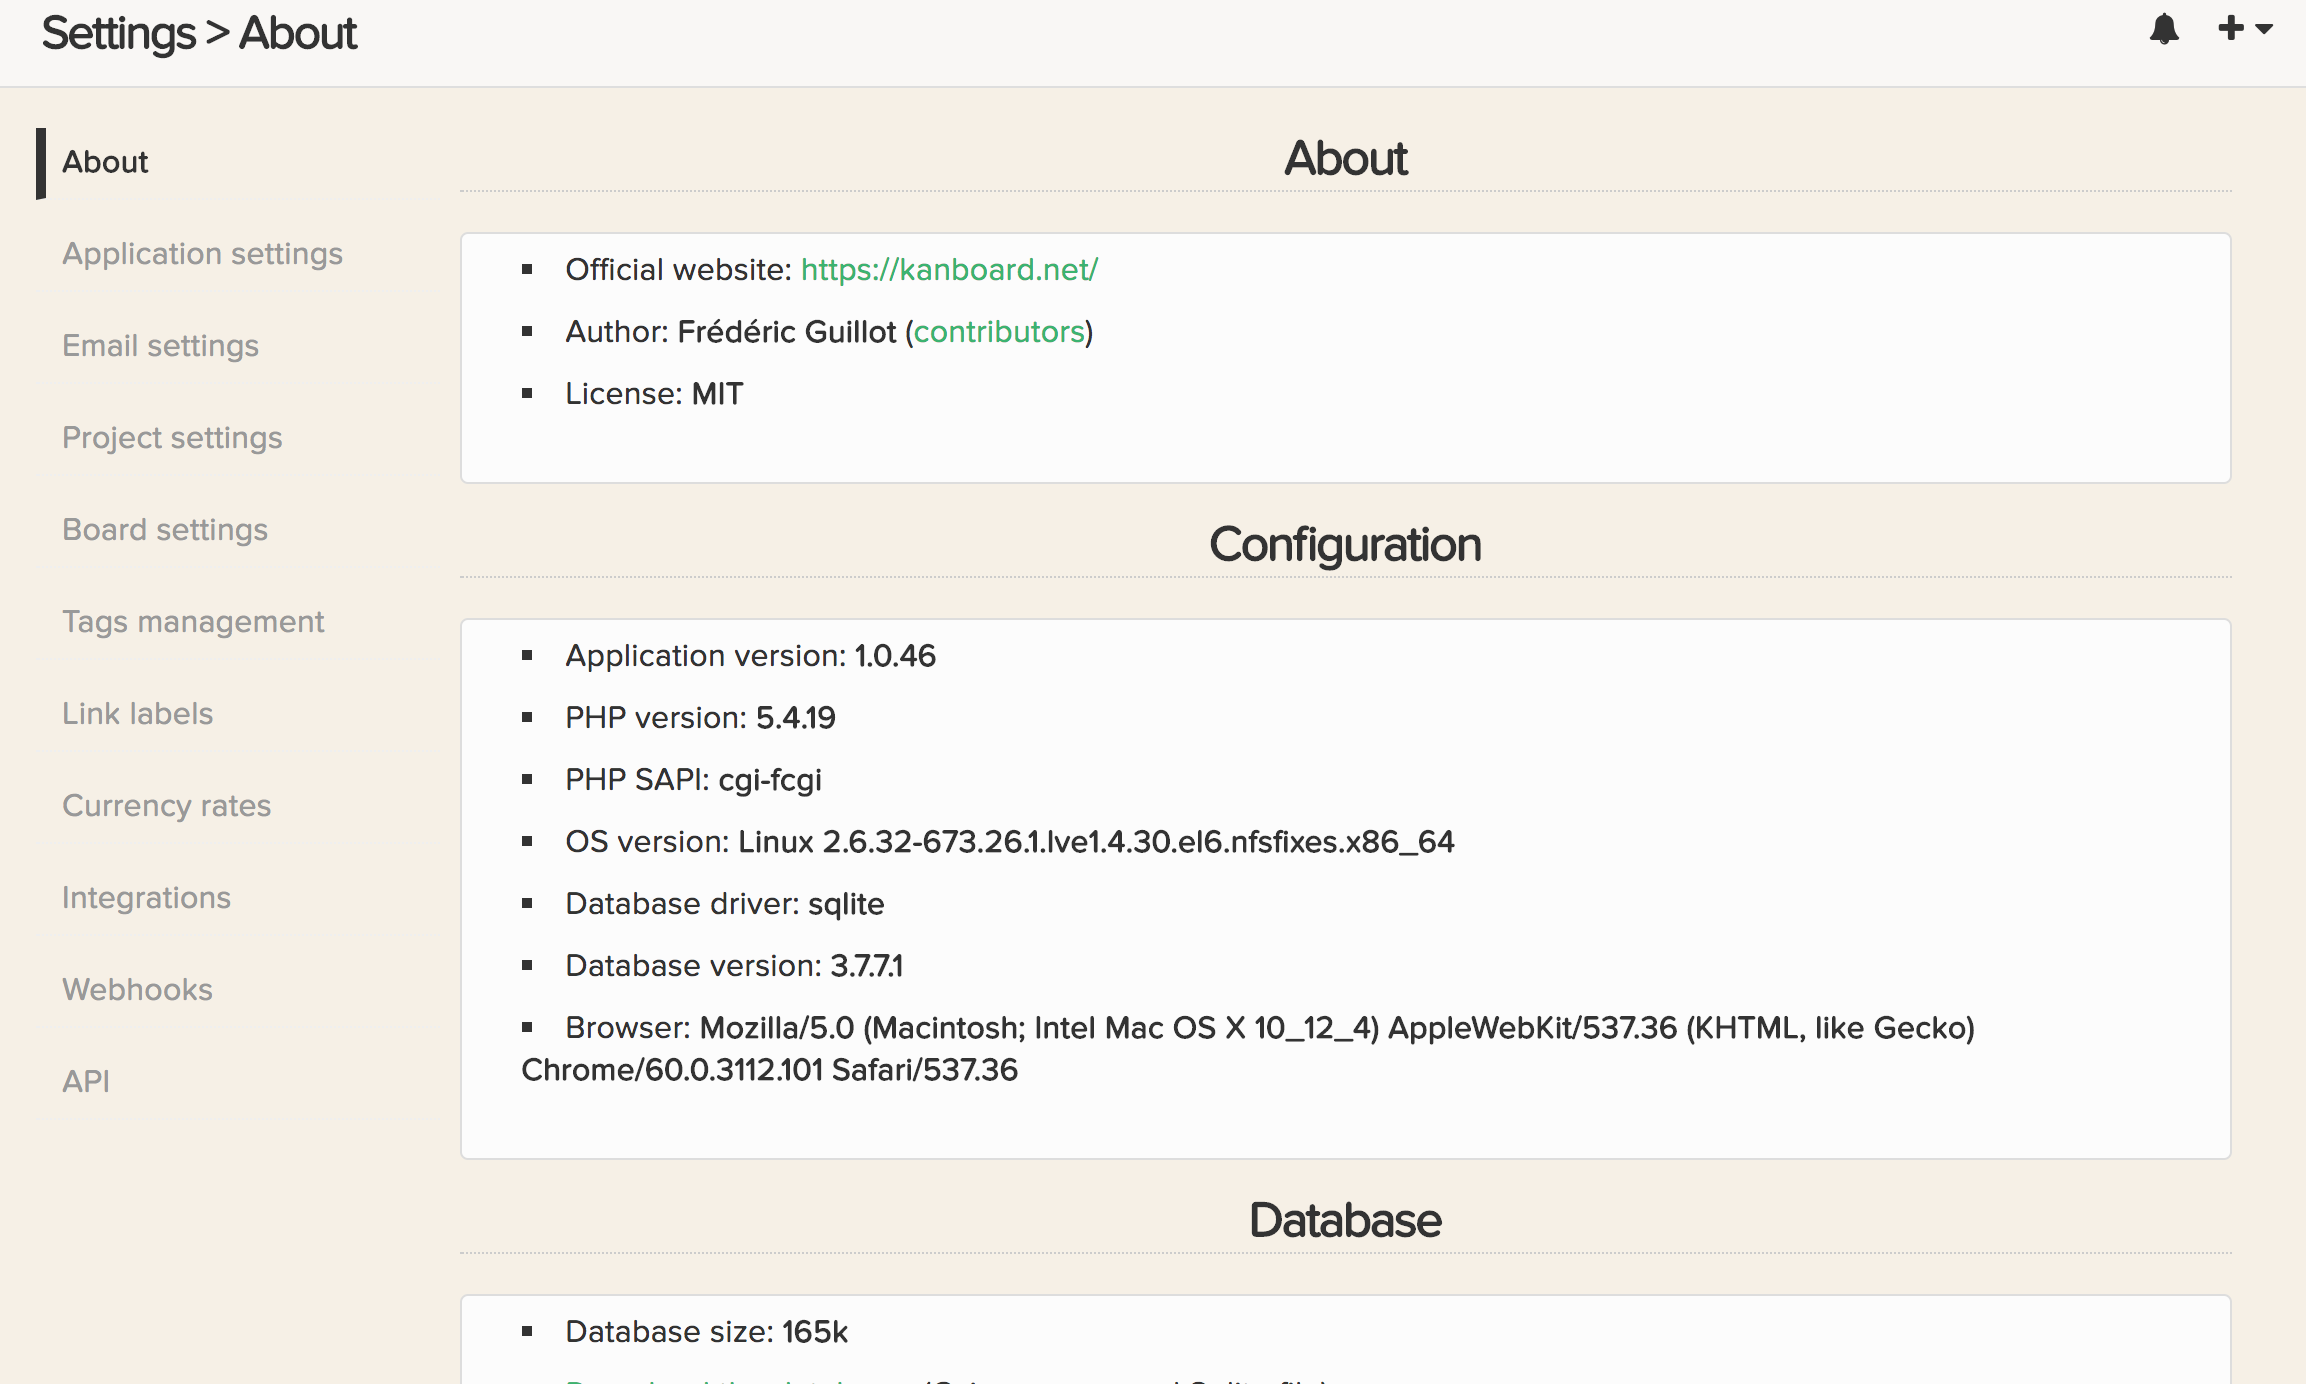 Settings > About
About
Application settings
Email settings
Project settings
Board settings
Tags management
Link labels
Currency rates
Integrations
Webhooks
API
About
Official website: https://kanboard.net/
Author: Frédéric Guillot (contributors)
License: MIT
Configuration
Application version: 1.0.46
PHP version: 5.4.19
PHP SAPI: cgi-fcgi
OS version: Linux 2.6.32-673.26.1.lve1.4.30.el6.nfsfixes.x86_64
Database driver: sqlite
Database version: 3.7.7.1
Browser: Mozilla/5.0 (Macintosh; Intel Mac OS X 10_12_4) AppleWebKit/537.36 (KHTML, like Gecko)
Chrome/60.0.3112.101 Safari/537.36
Database
Database size: 165k